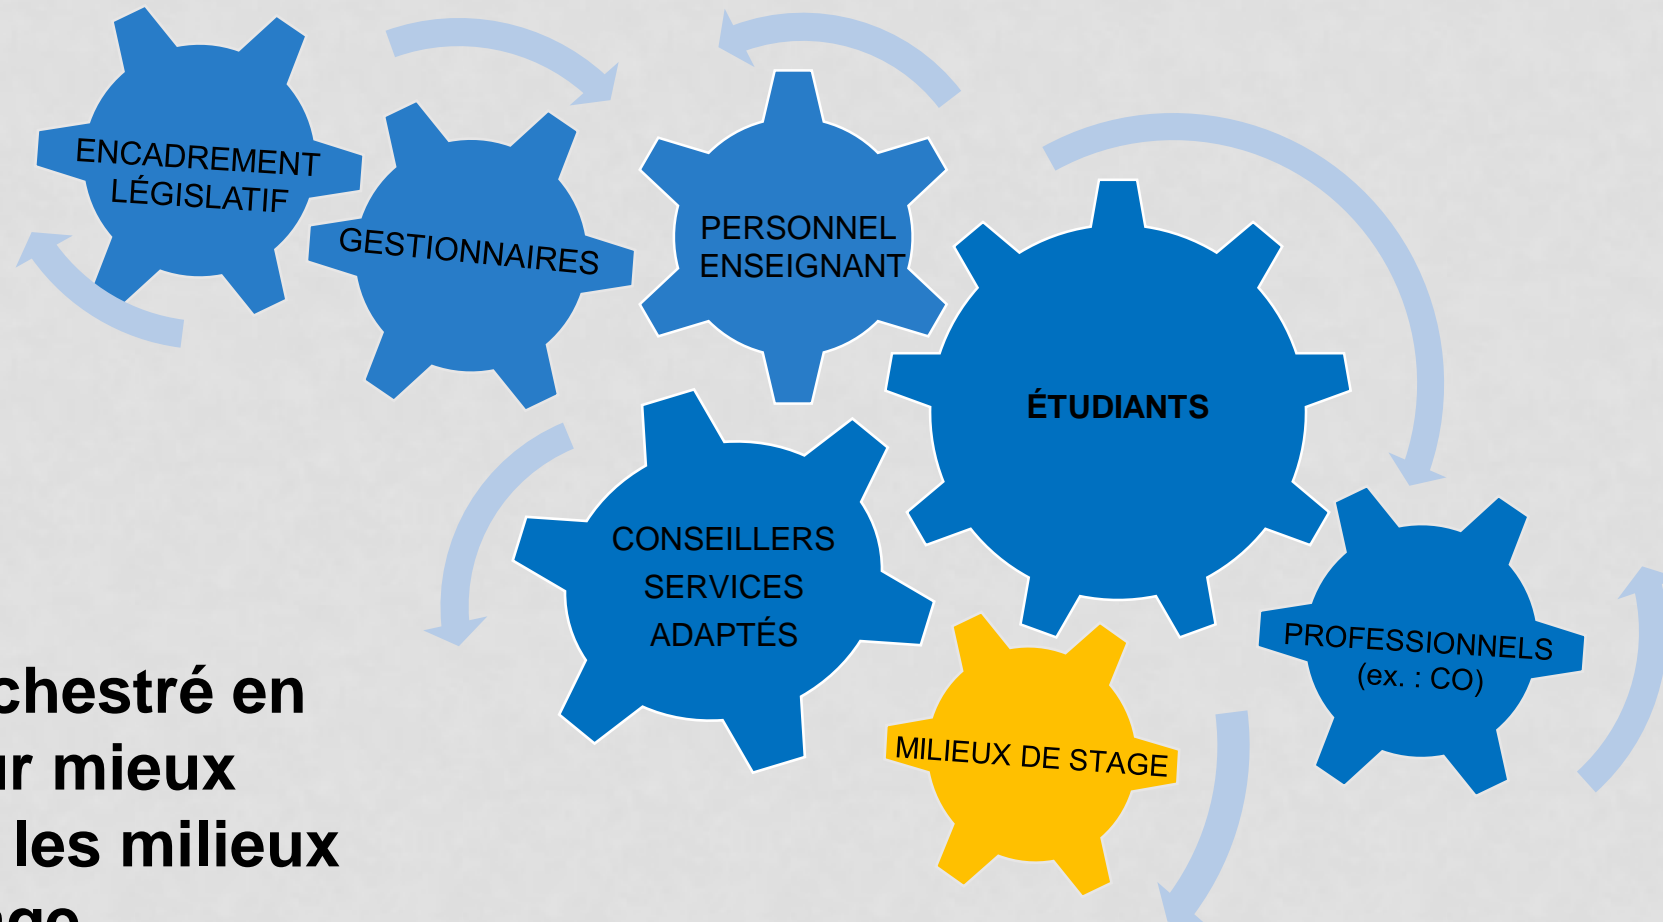 ENCADREMENT
LÉGISLATIF
GESTIONNAIRES
PERSONNEL
ENSEIGNANT
ÉTUDIANTS
CONSEILLERS
SERVICES
ADAPTÉS
PROFESSIONNELS
(ex. : CO)
MILIEUX DE STAGE
chestré en
mieux
les milieux